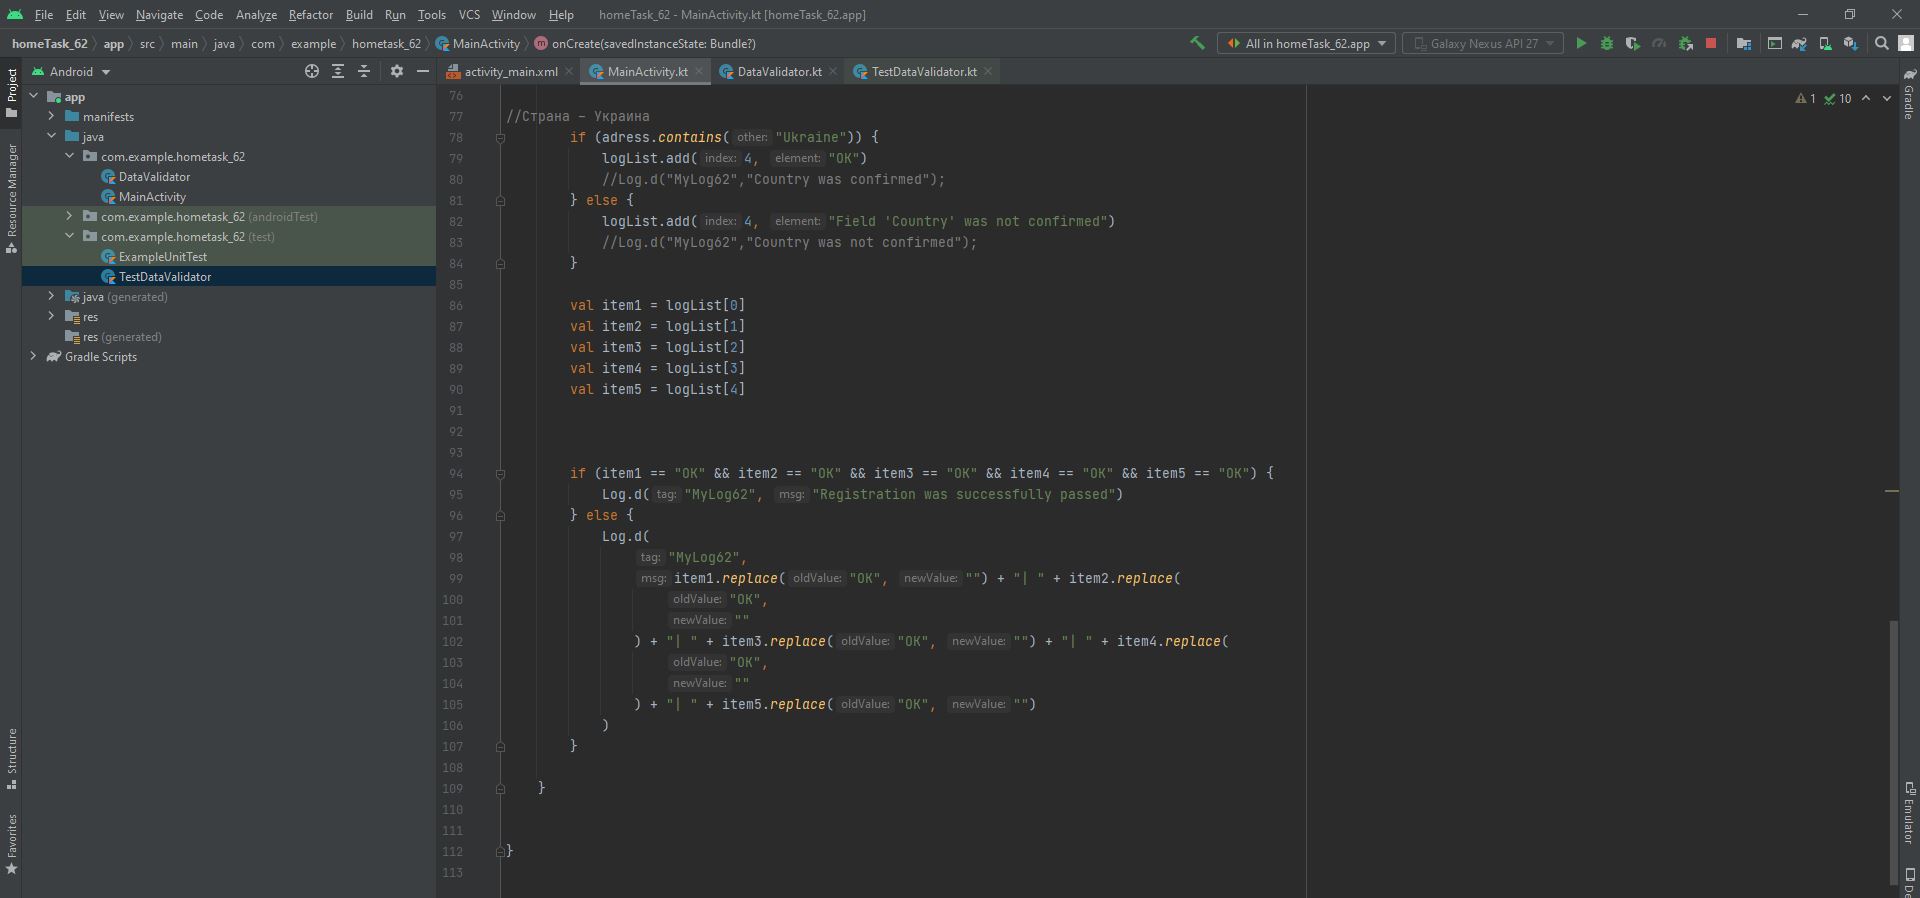 File Edit View Navigate Code Analyze Refactor Build Run Tools VCS Window Help homeTask_62 - MainActivity.kt [homeTask_62.app]
homeTask_62 app src main java com example hometask_62 MainActivity onCreate(savedInstanceState: Bundle?) All in homeTask_62.app Galaxy Nexus API 27
Project
Resource Manager
Structure
Favorites
Android
app
manifests
java
com.example.hometask_62
DataValidator
MainActivity
com.example.hometask_62 (androidTest)
com.example.hometask_62 (test)
ExampleUnitTest
TestDataValidator
java (generated)
res
res (generated)
Gradle Scripts
activity_main.xml MainActivity.kt DataValidator.kt TestDataValidator.kt
1 10
76
77 //Страна - Украина
78 if (adress.contains( other: "Ukraine")) {
79 logList.add( index: 4, element: "OK")
80 //Log.d("MyLog62","Country was confirmed");
81 } else {
82 logList.add( index: 4, element: "Field 'Country' was not confirmed")
83 //Log.d("MyLog62","Country was not confirmed");
84 }
85
86 val item1 = logList[0]
87 val item2 = logList[1]
88 val item3 = logList[2]
89 val item4 = logList[3]
90 val item5 = logList[4]
91
92
93
94 if (item1 == "OK" && item2 == "OK" && item3 == "OK" && item4 == "OK" && item5 == "OK") {
95 Log.d( tag: "MyLog62", msg: "Registration was successfully passed")
96 } else {
97 Log.d(
98 tag: "MyLog62",
99 msg: item1.replace( oldValue: "OK", newValue: "") + "| " + item2.replace(
100 oldValue: "OK",
101 newValue: ""
102 ) + "| " + item3.replace( oldValue: "OK", newValue: "") + "| " + item4.replace(
103 oldValue: "OK",
104 newValue: ""
105 ) + "| " + item5.replace( oldValue: "OK", newValue: "")
106 )
107 }
108
109 }
110
111
112 }
113
Gradle
Emulator